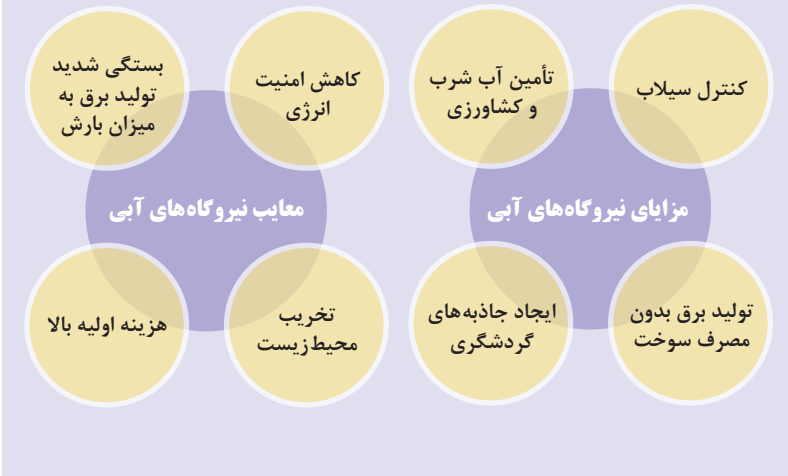 کنترل سیلاب
تأمین آب شرب
و کشاورزی
مزایای نیروگاه‌های آبی
تولید برق بدون
مصرف سوخت
ایجاد جاذبه‌های
گردشگری
کاهش امنیت
انرژی
بستگی شدید
تولید برق به
میزان بارش
معایب نیروگاه‌های آبی
تخریب
محیط‌زیست
هزینه اولیه بالا